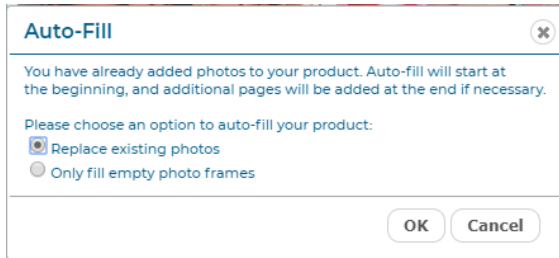 Auto-Fill
You have already added photos to your product. Auto-fill will start at
the beginning, and additional pages will be added at the end if necessary.
Please choose an option to auto-fill your product:
Replace existing photos
Only fill empty photo frames
OK Cancel